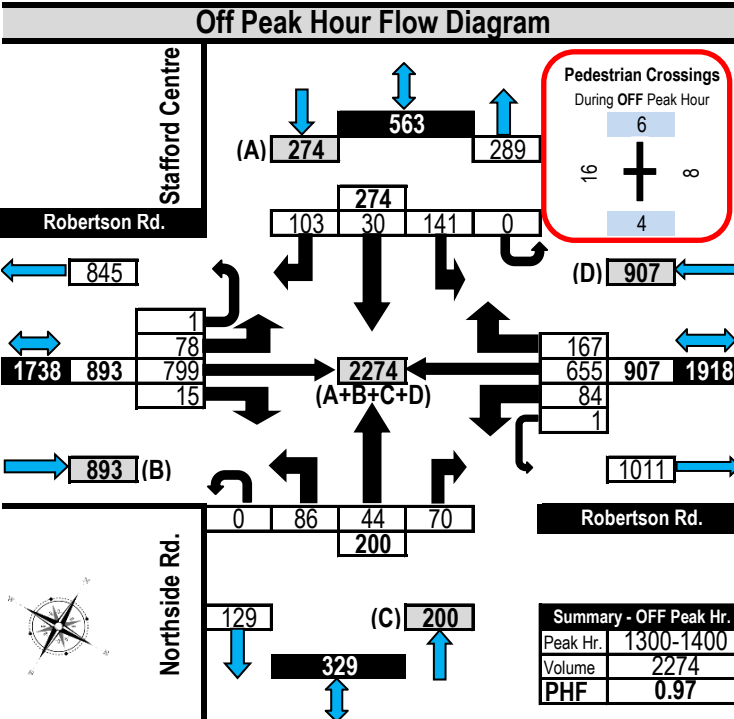 Off Peak Hour Flow Diagram
Stafford Centre
Pedestrian Crossings
During OFF Peak Hour
6
16
8
4
563
(A) 274
289
274
103 30 141 0
Robertson Rd.
845
(D) 907
1
78
799
15
1738 893
2274
(A+B+C+D)
167
655
84
1
907 1918
893 (B)
1011
0 86 44 70
200
Robertson Rd.
Northside Rd.
129
(C) 200
329
Summary - OFF Peak Hr.
Peak Hr. 1300-1400
Volume 2274
PHF 0.97